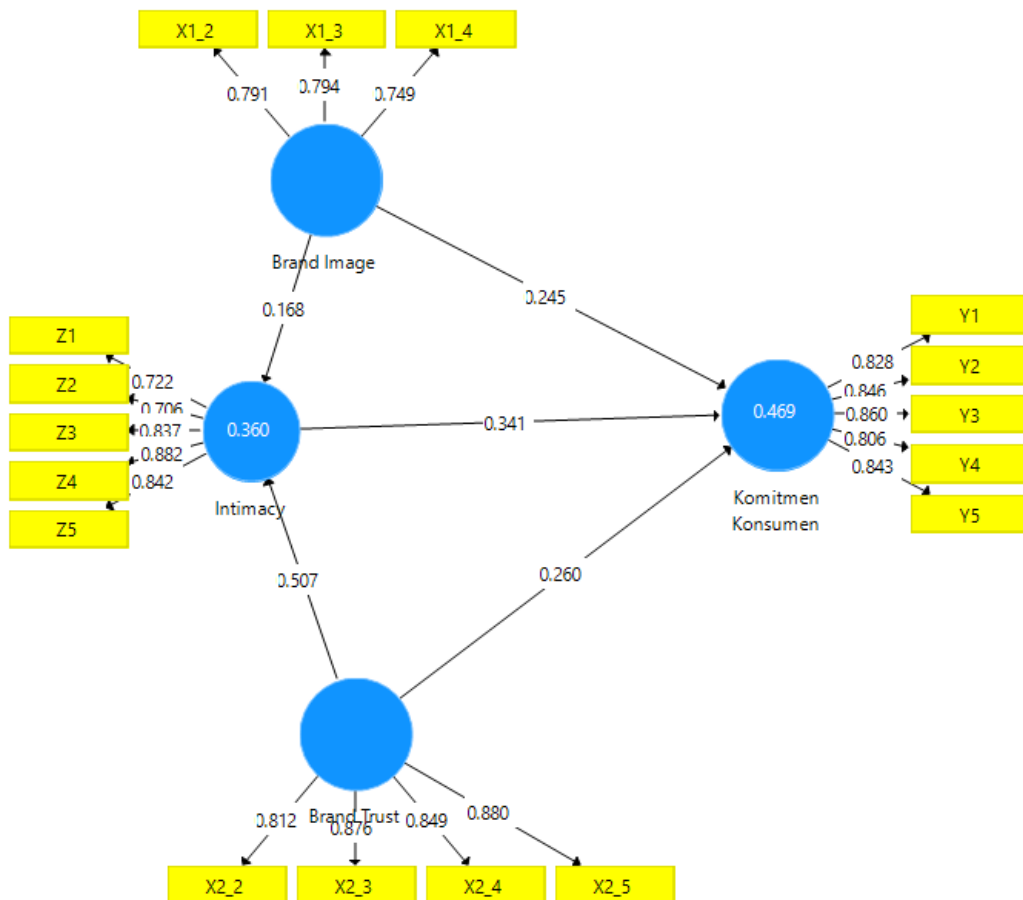 X1_2 X1_3 X1_4
0.791 0.794 0.749
Brand Image
0.168
0.245
Z1
Z2
Z3
Z4
Z5
0.722
0.706
0.837
0.882
0.842
0.360
Intimacy
0.341
0.469
Komitmen
Konsumen
0.828
0.846
0.860
0.806
0.843
Y1
Y2
Y3
Y4
Y5
0.507
0.260
Brand Trust
0.812 0.876 0.849 0.880
X2_2 X2_3 X2_4 X2_5